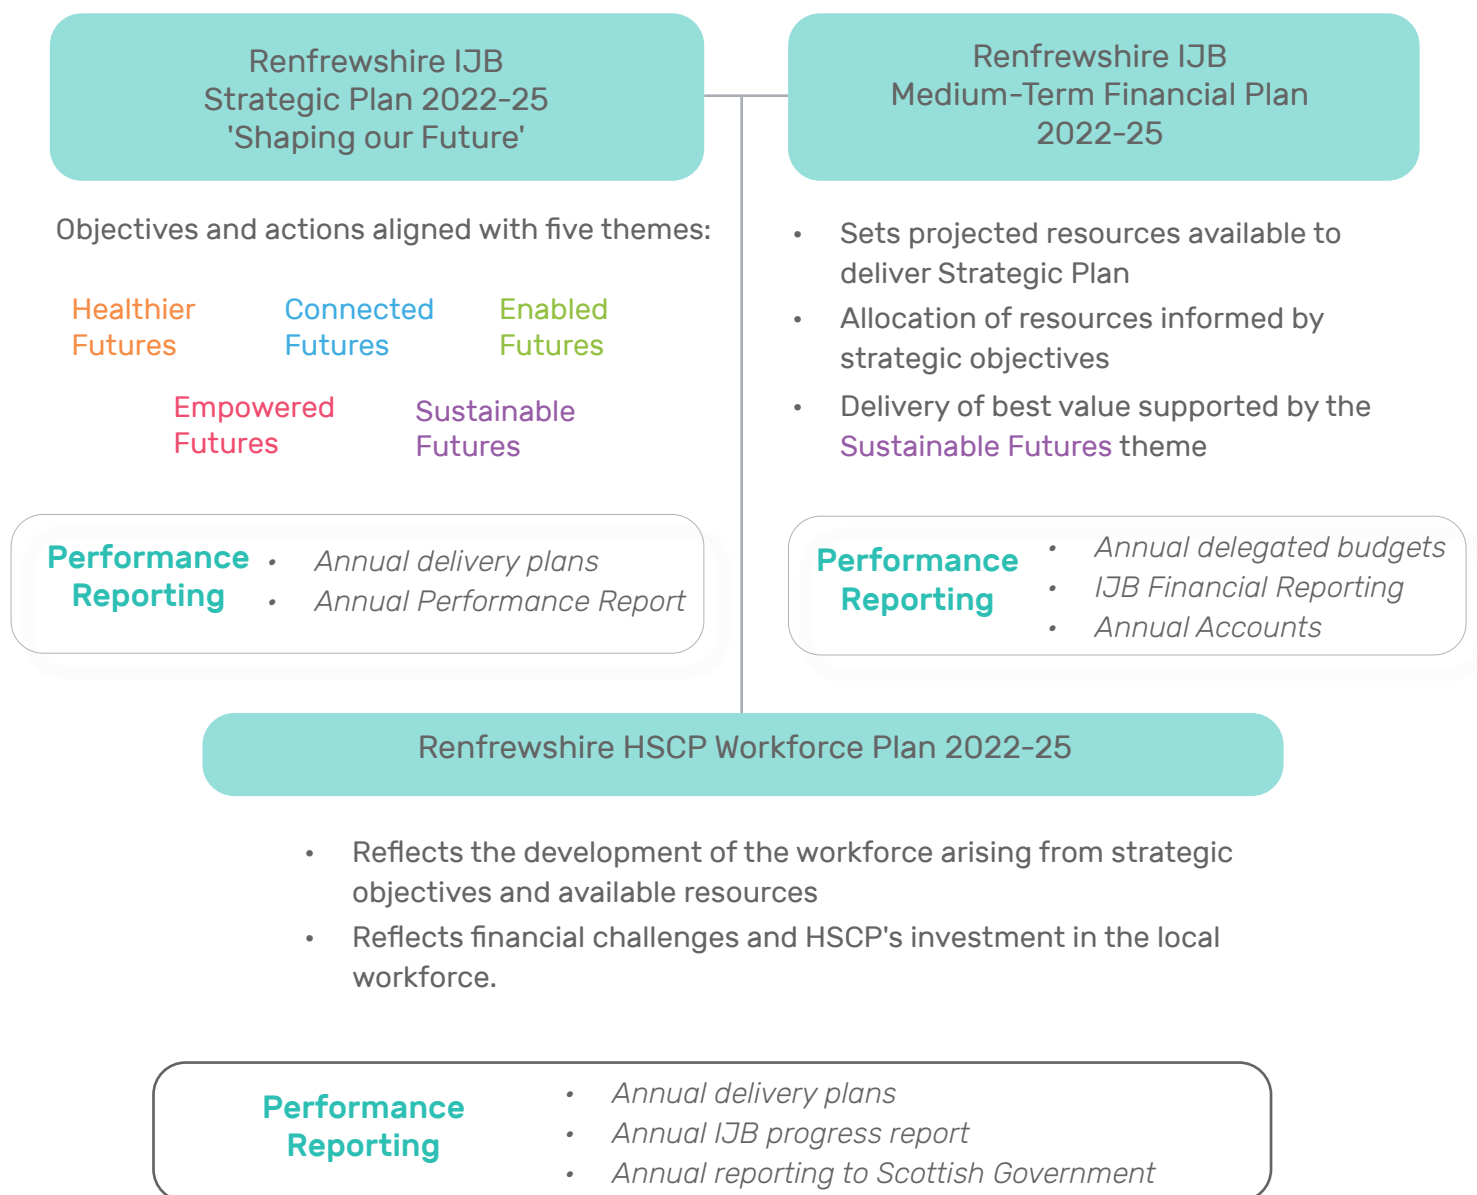 Renfrewshire IJB
Strategic Plan 2022-25
'Shaping our Future'
Renfrewshire IJB
Medium-Term Financial Plan
2022-25
Objectives and actions aligned with five themes:
Healthier
Futures
Connected
Futures
Enabled
Futures
Empowered
Futures
Sustainable
Futures
• Sets projected resources available to
deliver Strategic Plan
• Allocation of resources informed by
strategic objectives
• Delivery of best value supported by the
Sustainable Futures theme
Performance
Reporting
• Annual delivery plans
• Annual Performance Report
Performance
Reporting
• Annual delegated budgets
• IJB Financial Reporting
• Annual Accounts
Renfrewshire HSCP Workforce Plan 2022-25
• Reflects the development of the workforce arising from strategic
objectives and available resources
• Reflects financial challenges and HSCP's investment in the local
workforce.
Performance
Reporting
• Annual delivery plans
• Annual IJB progress report
• Annual reporting to Scottish Government